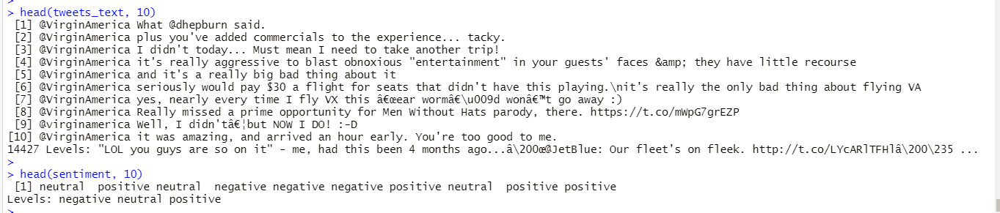 > head(tweets_text, 10)
[1] @VirginAmerica What @dhepburn said.
[2] @VirginAmerica plus you've added commercials to the experience... tacky.
[3] @VirginAmerica I didn't today... Must mean I need to take another trip!
[4] @VirginAmerica it's really aggressive to blast obnoxious "entertainment" in your guests' faces &amp; they have little recourse
[5] @VirginAmerica and it's a really big bad thing about it
[6] @VirginAmerica seriously would pay $30 a flight for seats that didn't have this playing.\nit's really the only bad thing about flying VA
[7] @VirginAmerica yes, nearly every time I fly VX this â€œear wormâ€\u009d wonâ€™t go away :)
[8] @VirginAmerica Really missed a prime opportunity for Men Without Hats parody, there. https://t.co/mWpG7grEZP
[9] @virginamerica Well, I didn'tâ€¦but NOW I DO! :-D
[10] @VirginAmerica it was amazing, and arrived an hour early. You're too good to me.
14427 Levels: "LOL you guys are so on it" - me, had this been 4 months ago...â\200œ@JetBlue: Our fleet's on fleek. http://t.co/LYcARlTFHlâ\200\235 ...
>
> head(sentiment, 10)
[1] neutral  positive neutral  negative negative negative positive neutral  positive positive
Levels: negative neutral positive
>